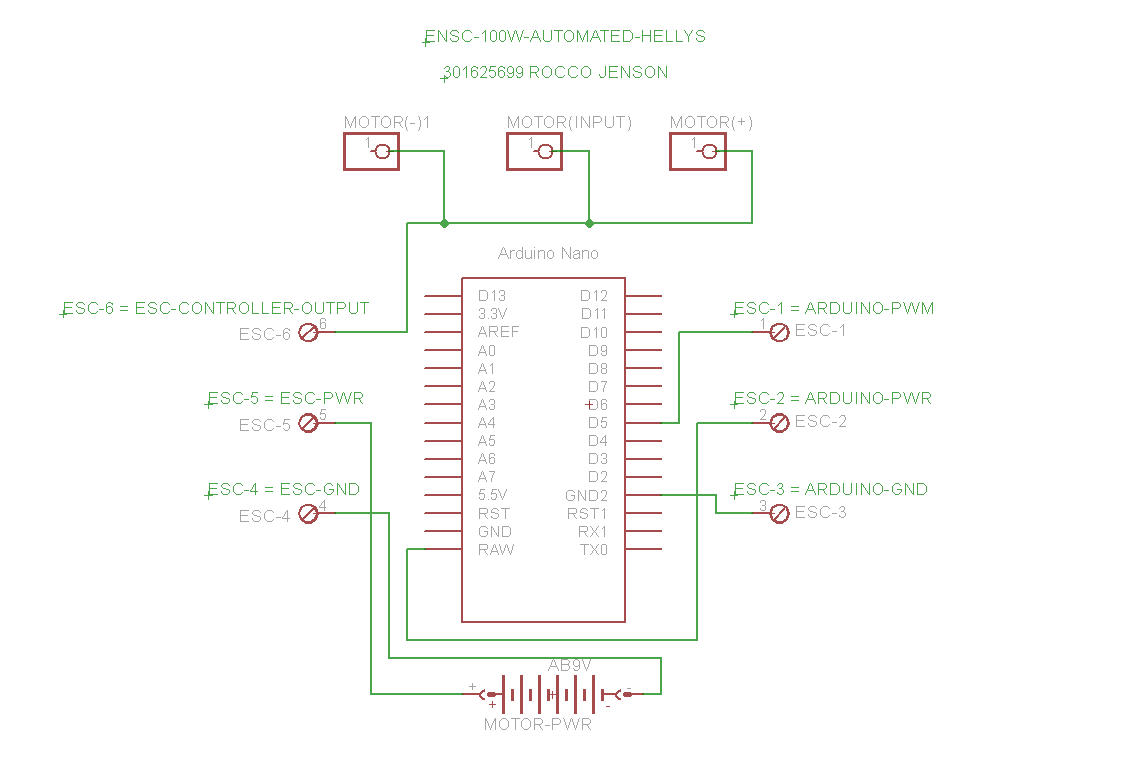 ENSC-100W-AUTOMATED-HELLYS
301625699 ROCCO JENSON
MOTOR(-)1
MOTOR(INPUT)
MOTOR(+)
1
1
1
Arduino Nano
ESC-6 = ESC-CONTROLLER-OUTPUT
6
ESC-6
ESC-5 = ESC-PWR
5
ESC-5
ESC-4 = ESC-GND
4
ESC-4
D13
3.3V
AREF
A0
A1
A2
A3
A4
A5
A6
A7
5.5V
RST
GND
RAW
D12
D11
D10
D9
D8
D7
D6
D5
D4
D3
D2
GND2
RST1
RX1
TX0
ESC-1 = ARDUINO-PWM
1
ESC-1
ESC-2 = ARDUINO-PWR
2
ESC-2
ESC-3 = ARDUINO-GND
3
ESC-3
AB9V
+
-
+
-
MOTOR-PWR